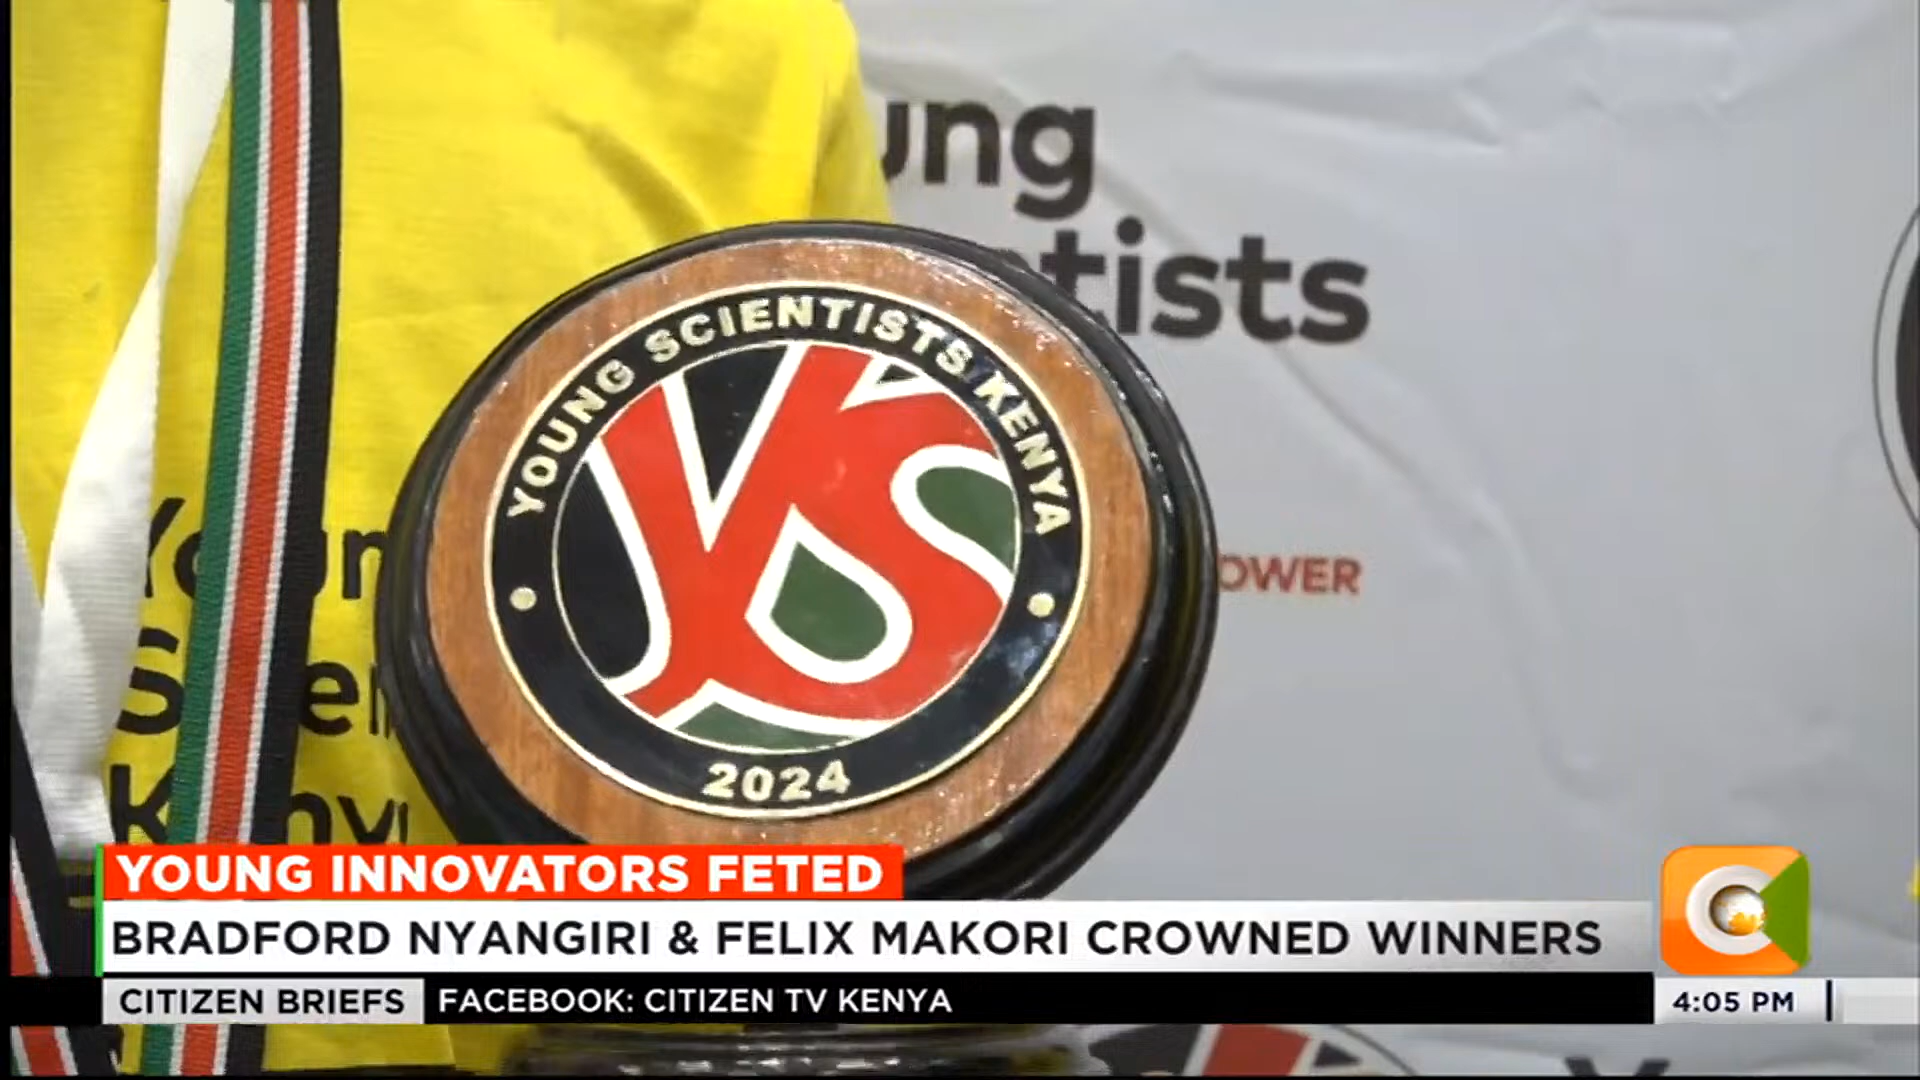 ung
tists
YOUNG SCIENTISTS KENYA
YS
2024
OWER
YOUNG INNOVATORS FETED
BRADFORD NYANGIRI & FELIX MAKORI CROWNED WINNERS
CITIZEN BRIEFS FACEBOOK: CITIZEN TV KENYA
4:05 PM